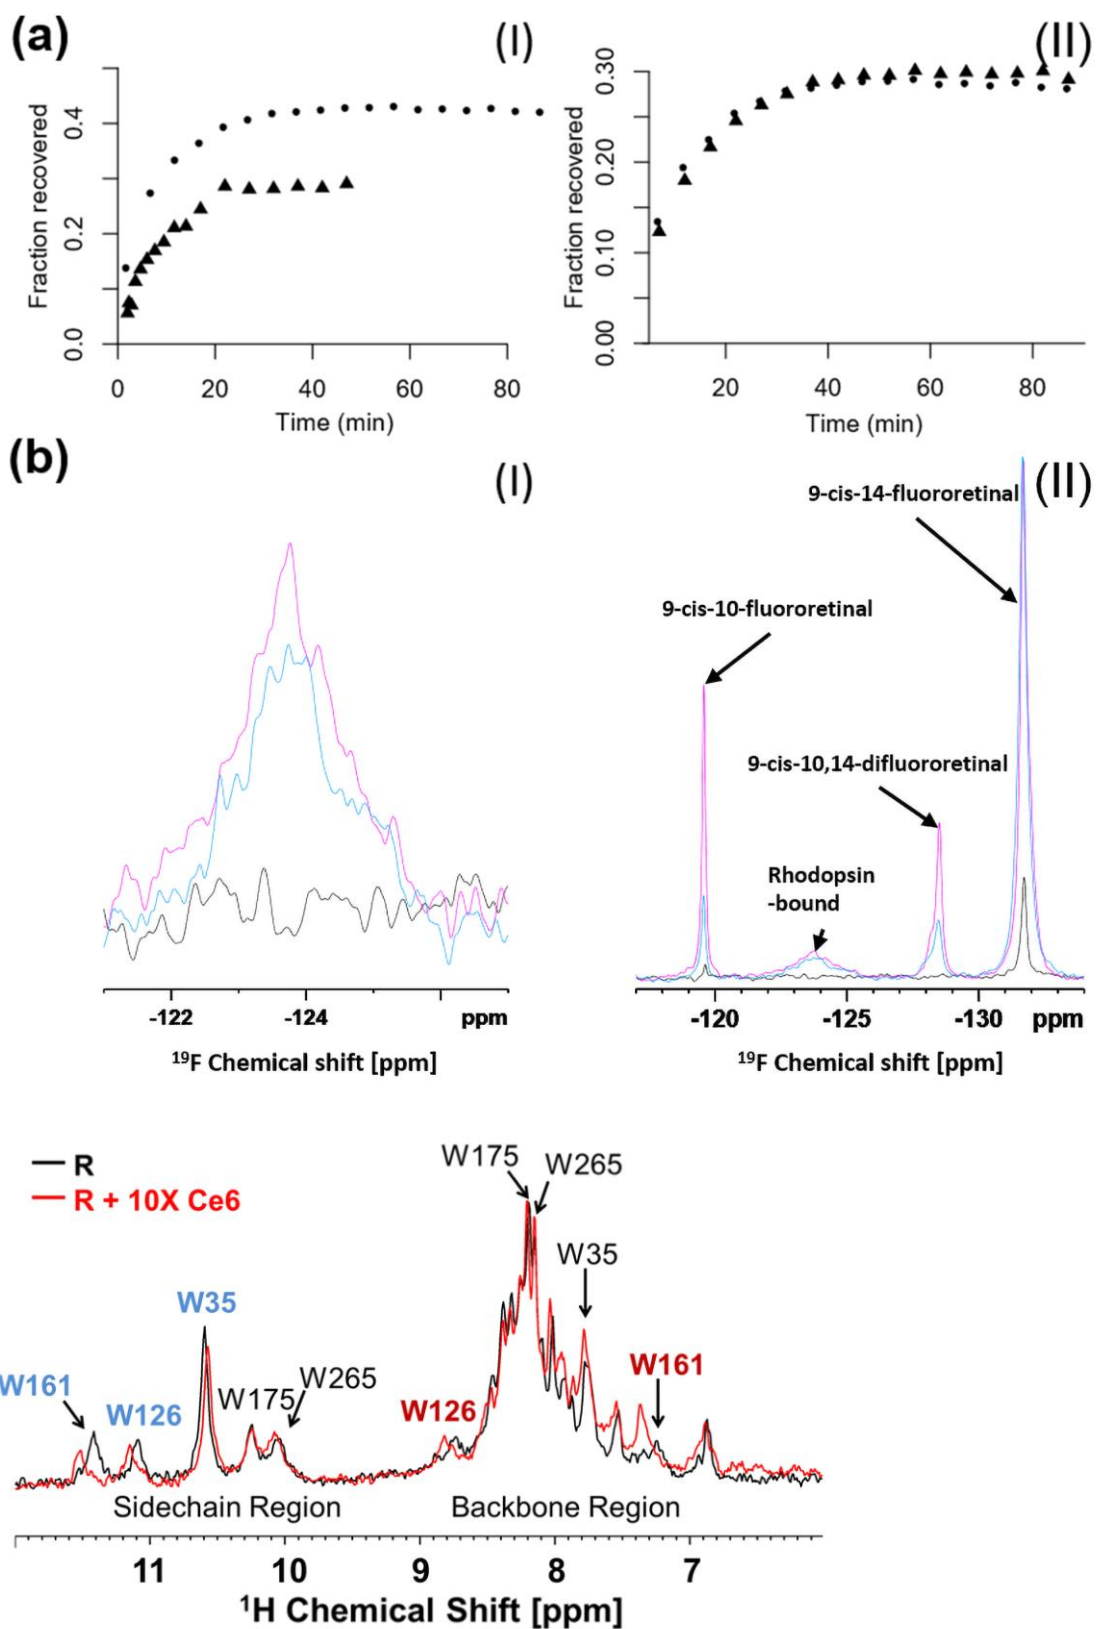 (a)
(I)
(II)
Fraction recovered
0.4
0.2
0.0
0 20 40 60 80
Time (min)
Fraction recovered
0.30
0.20
0.10
0.00
20 40 60 80
Time (min)
(b)
(I)
(II)
-122 -124 ppm
19F Chemical shift [ppm]
9-cis-14-fluororetinal
9-cis-10-fluororetinal
9-cis-10,14-difluororetinal
Rhodopsin
-bound
-120 -125 -130 ppm
19F Chemical shift [ppm]
R
R + 10X Ce6
W175
W265
W35
W35
W161
W161
W126
W175
W265
W126
Sidechain Region
Backbone Region
11 10 9 8 7
1H Chemical Shift [ppm]